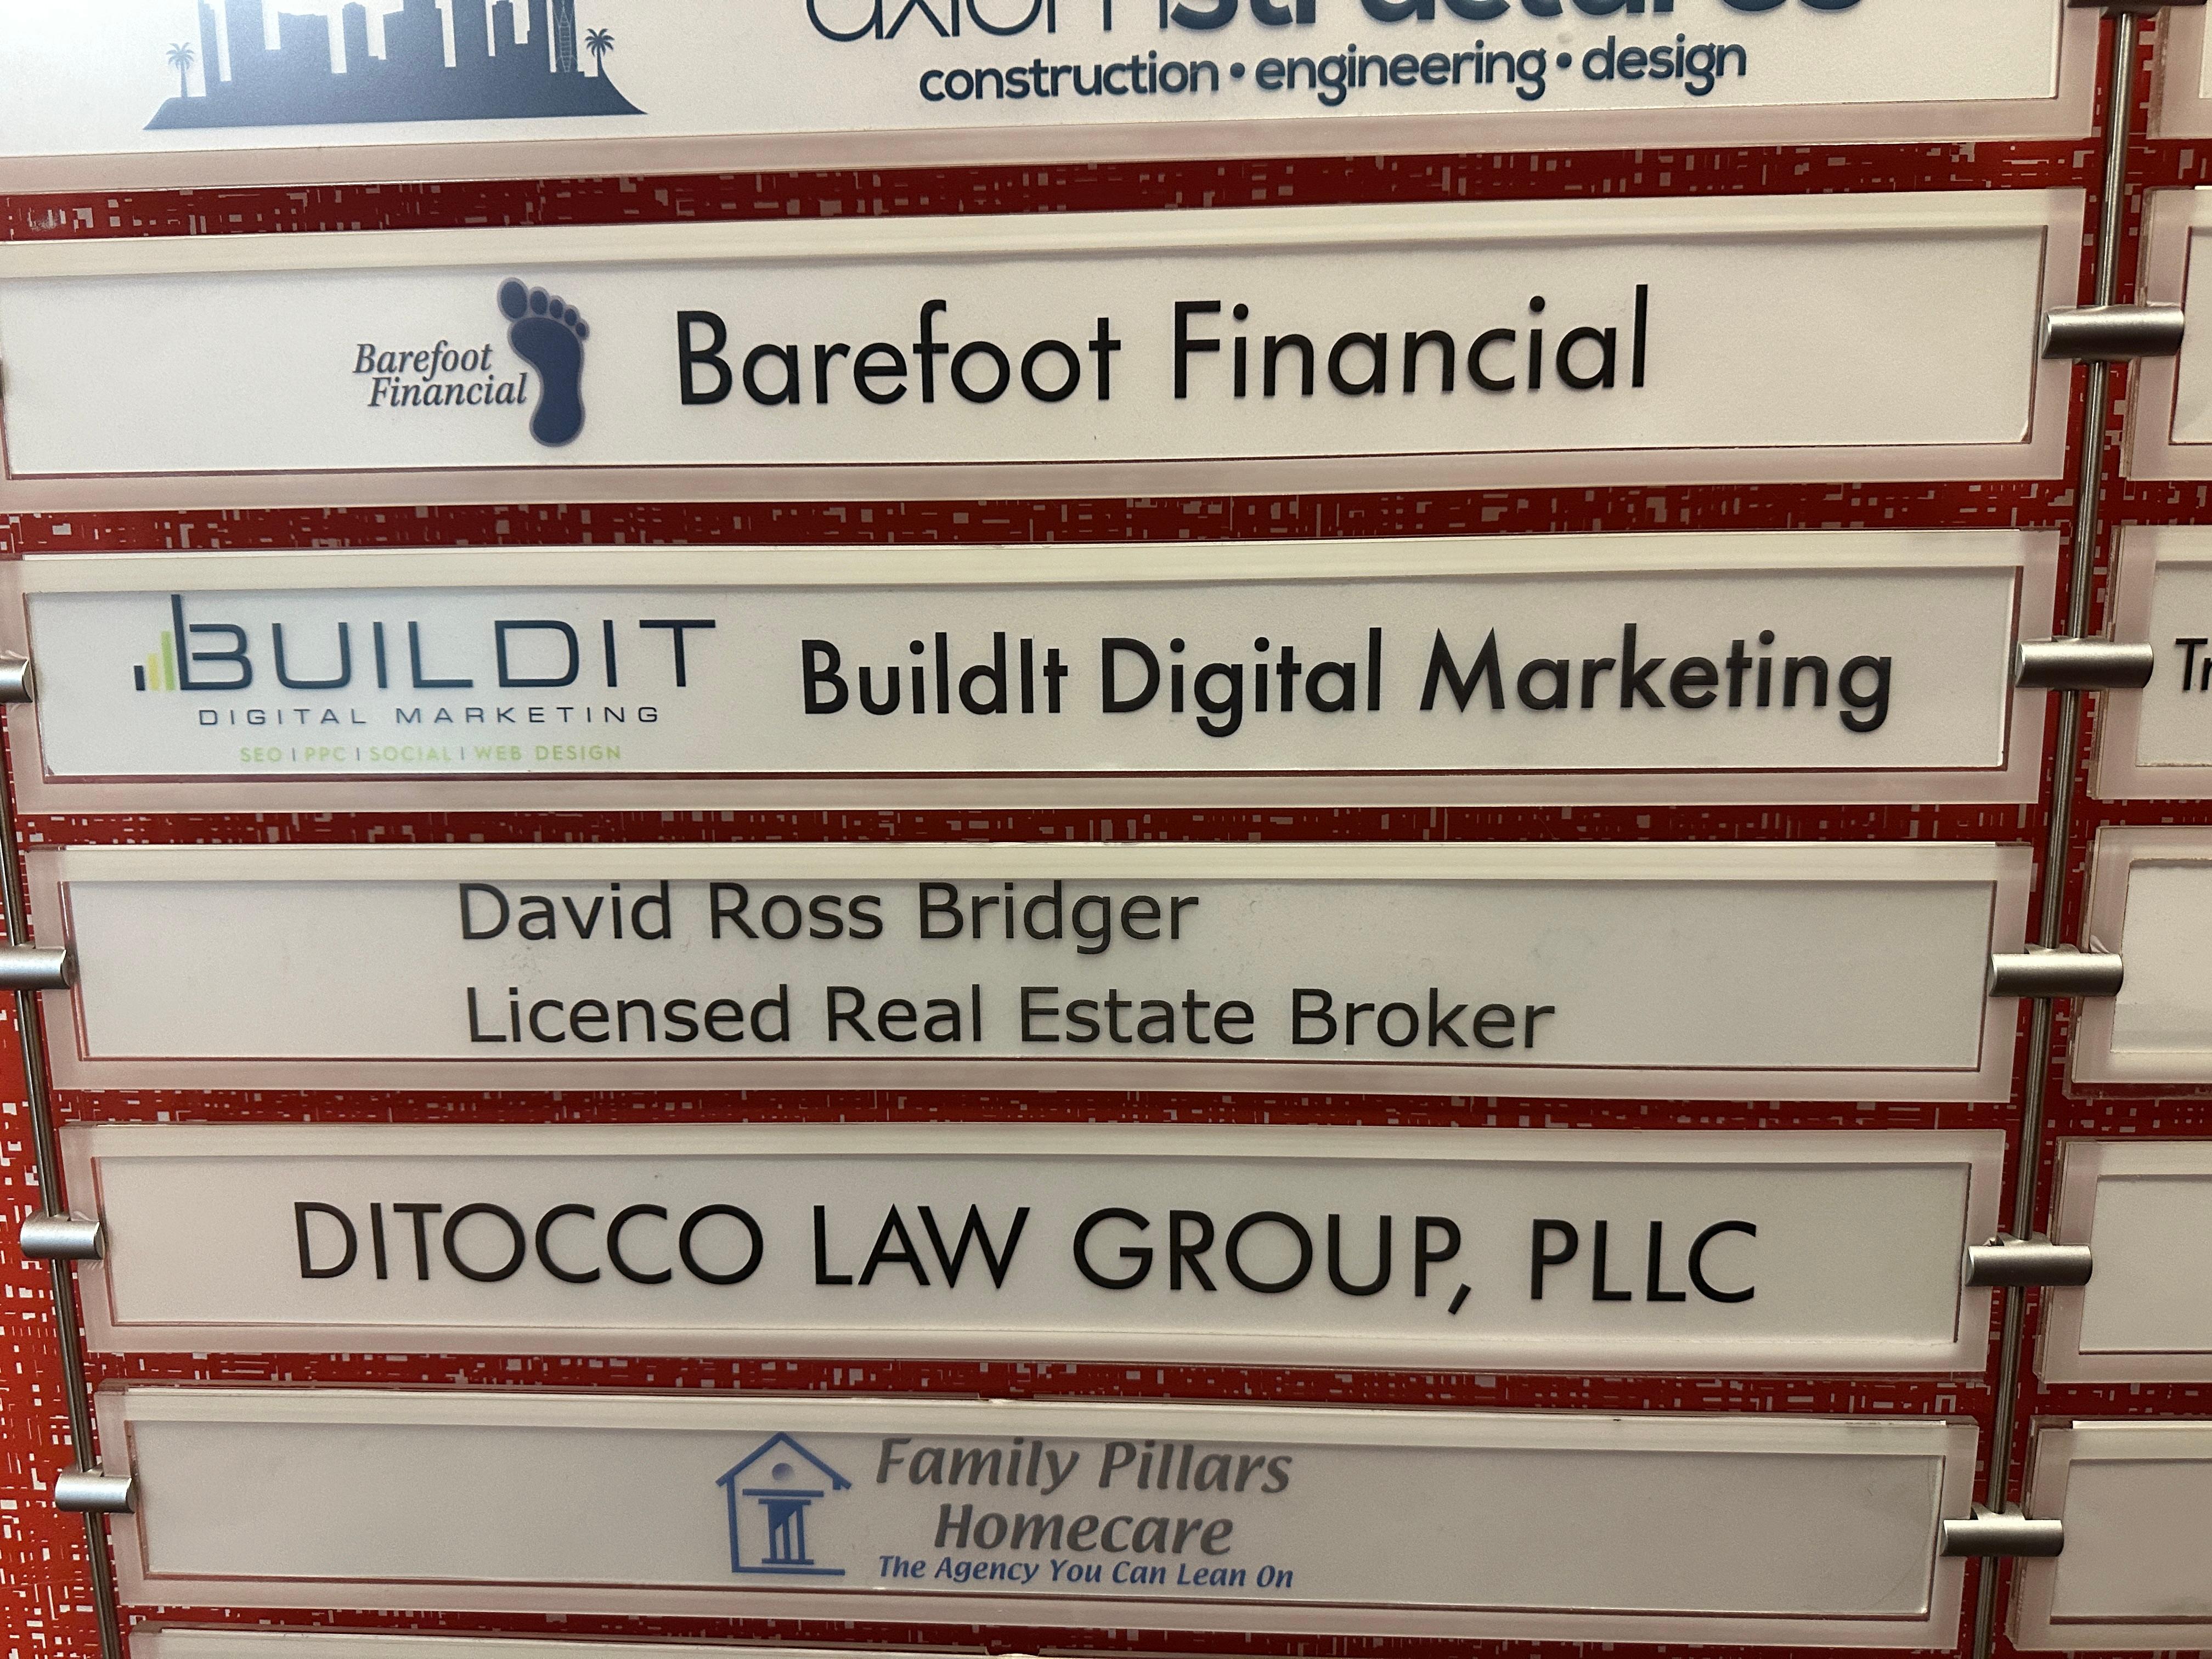 axiomstructures
construction • engineering • design
Barefoot
Financial
Barefoot Financial
BUILDIT
DIGITAL MARKETING
SEO | PPC | SOCIAL | WEB DESIGN
BuildIt Digital Marketing
David Ross Bridger
Licensed Real Estate Broker
DITOCCO LAW GROUP, PLLC
Family Pillars
Homecare
The Agency You Can Lean On